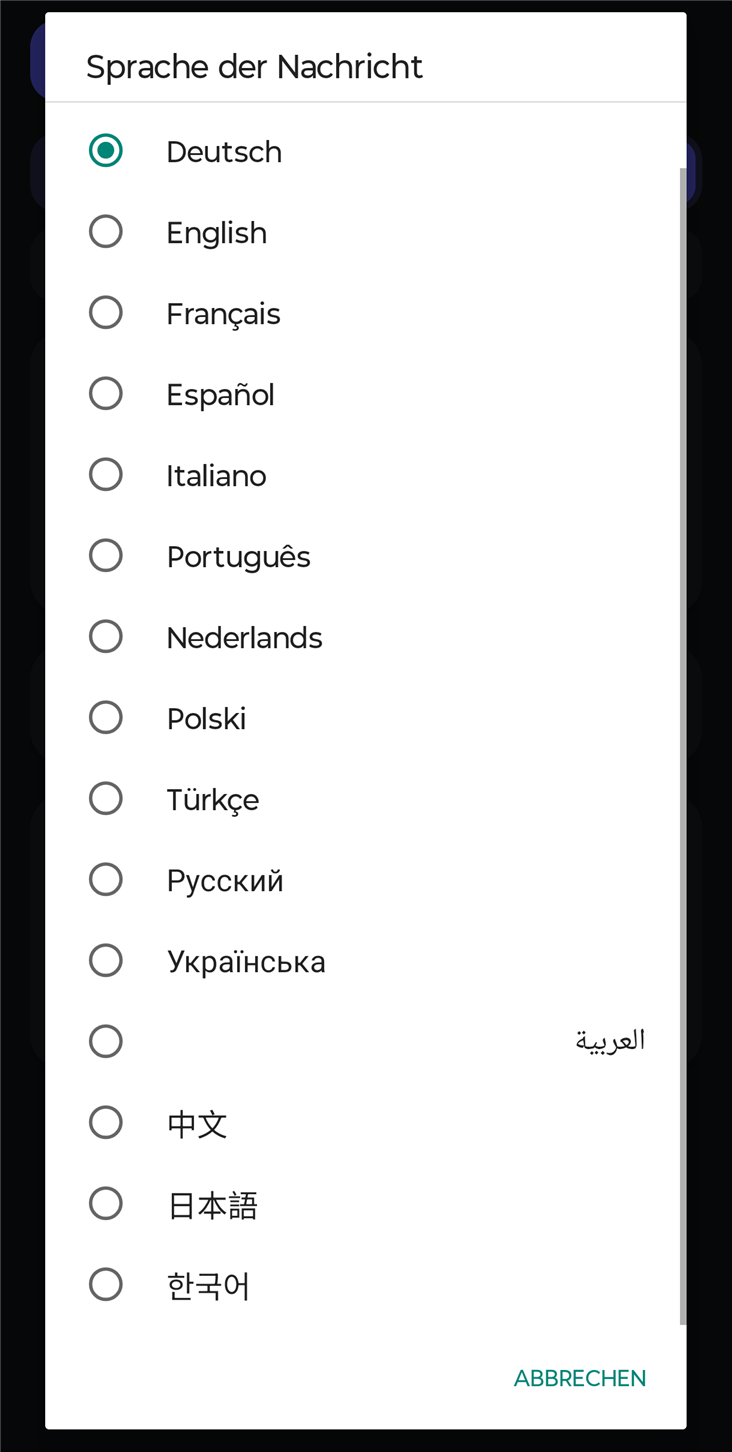 Sprache der Nachricht
Deutsch
English
Français
Español
Italiano
Português
Nederlands
Polski
Türkçe
Русский
Українська
العربية
中文
日本語
한국어
ABBRECHEN